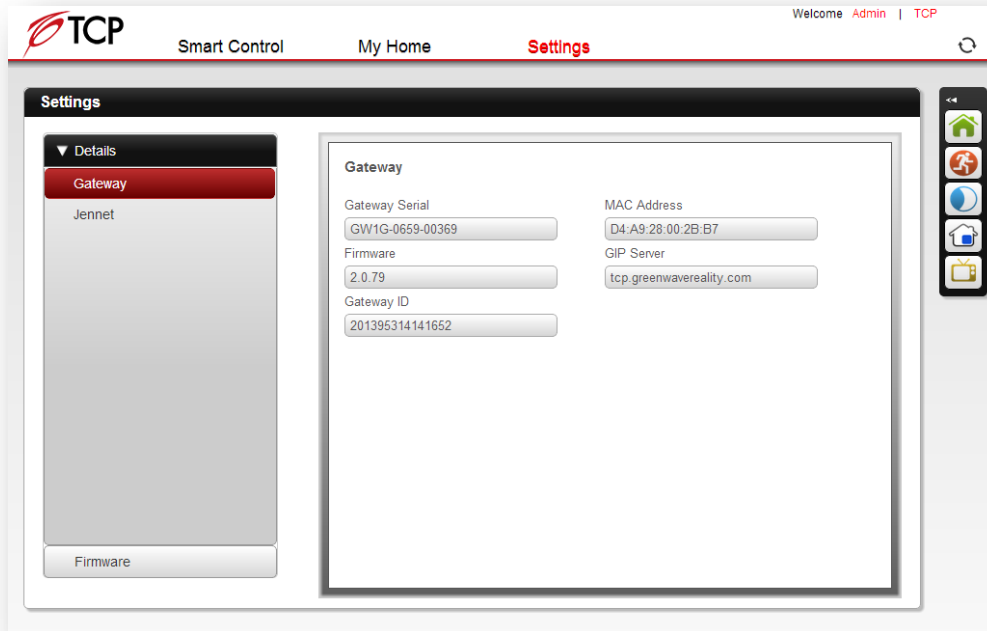 Welcome Admin | TCP
TCP
Smart Control My Home Settings
Settings
Details
Gateway
Jennet
Firmware
Gateway
Gateway Serial MAC Address
GW1G-0659-00369 D4:A9:28:00:2B:B7
Firmware GIP Server
2.0.79 tcp.greenwavereality.com
Gateway ID
201395314141652